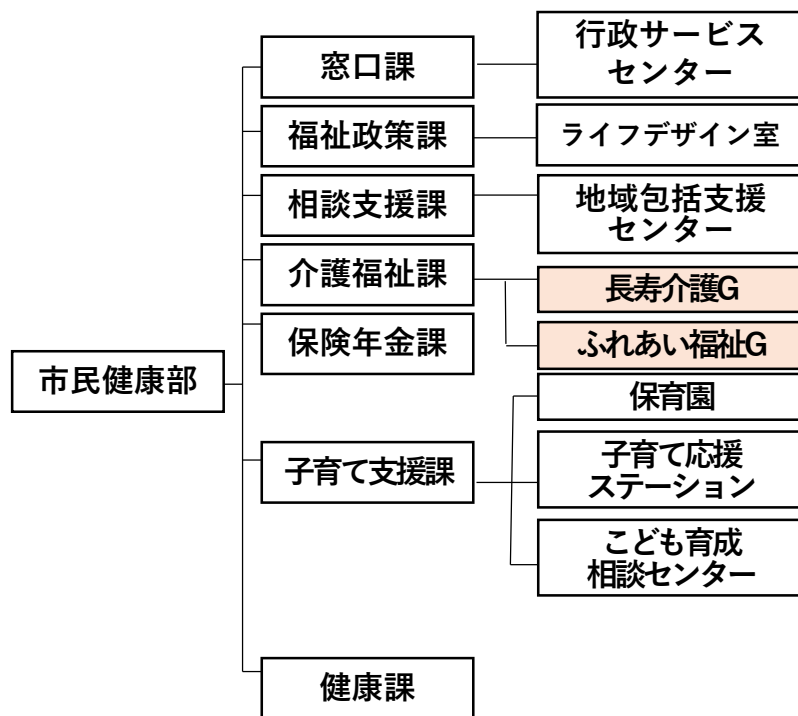 市民健康部
窓口課
行政サービス
センター
福祉政策課
ライフデザイン室
相談支援課
地域包括支援
センター
介護福祉課
長寿介護G
ふれあい福祉G
保険年金課
子育て支援課
保育園
子育て応援
ステーション
こども育成
相談センター
健康課